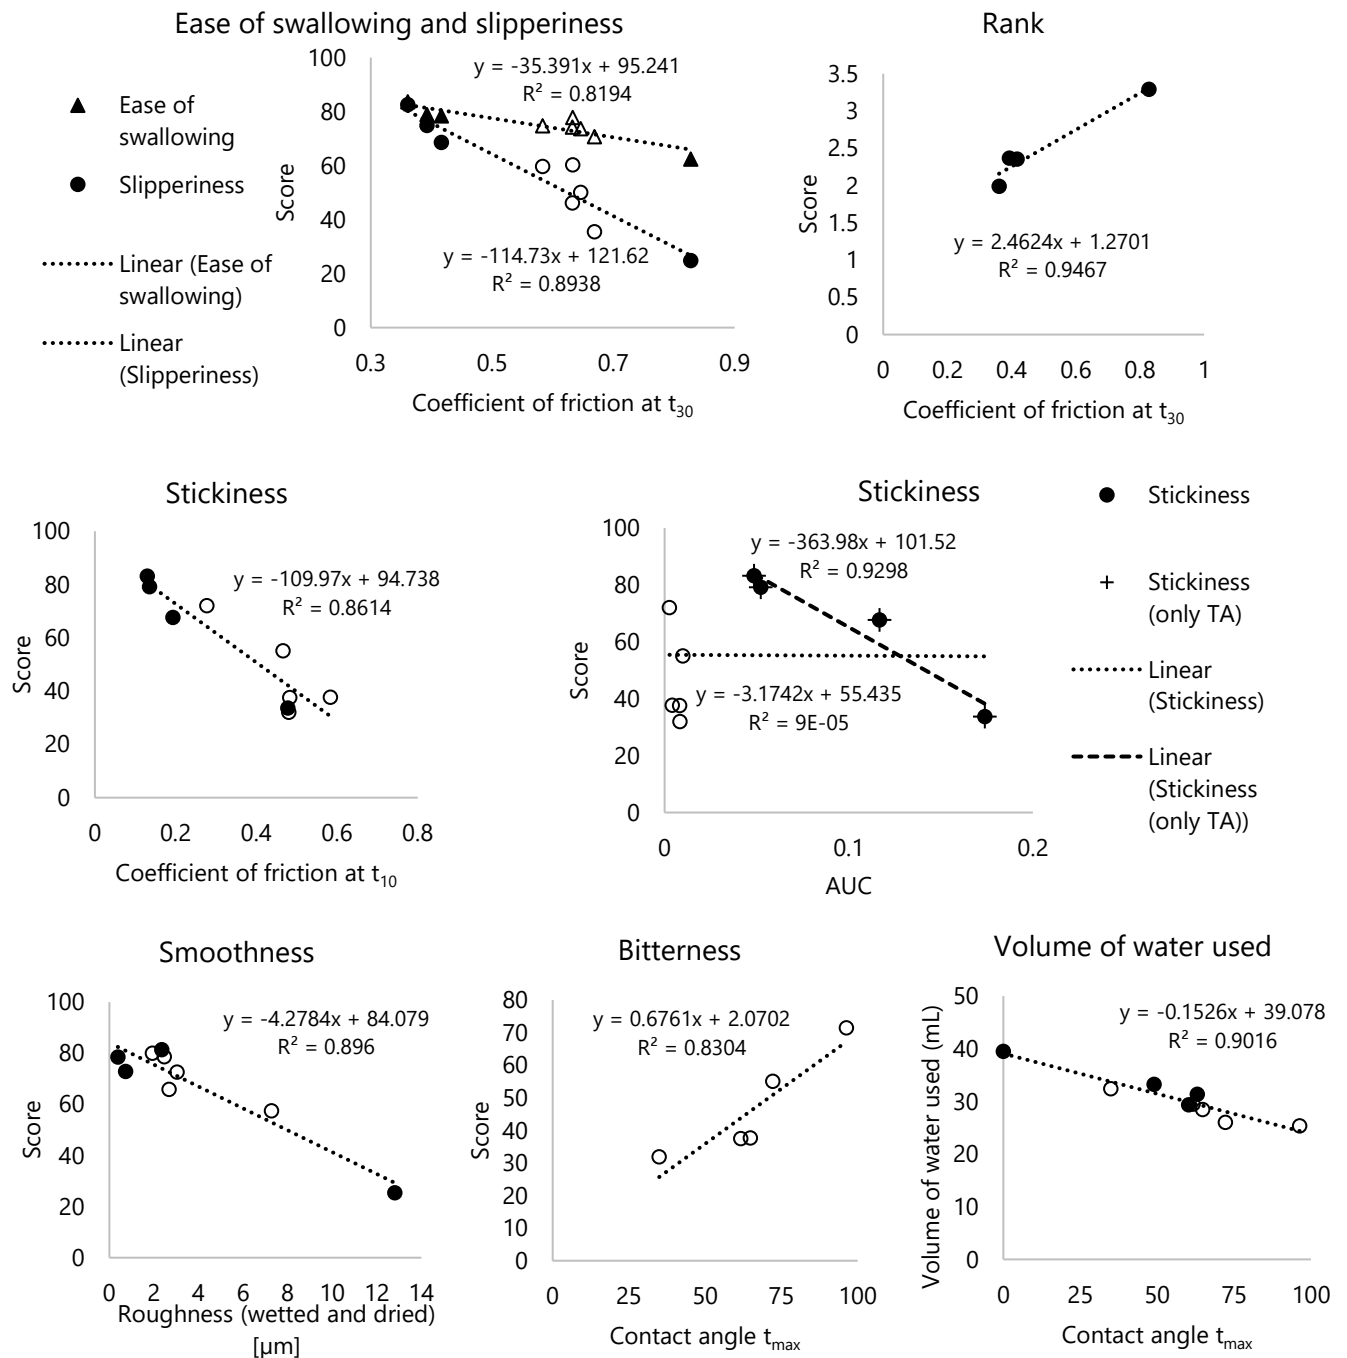 Ease of swallowing and slipperiness
Ease of
swallowing
Slipperiness
Linear (Ease of
swallowing)
Linear
(Slipperiness)
Score
100
80
60
40
20
0
y = -35.391x + 95.241
R² = 0.8194
y = -114.73x + 121.62
R² = 0.8938
0.3 0.5 0.7 0.9
Coefficient of friction at t30
Rank
Score
3.5
3
2.5
2
1.5
1
0.5
0
y = 2.4624x + 1.2701
R² = 0.9467
0 0.2 0.4 0.6 0.8 1
Coefficient of friction at t30
Stickiness
Score
100
80
60
40
20
0
y = -109.97x + 94.738
R² = 0.8614
0 0.2 0.4 0.6 0.8
Coefficient of friction at t10
Stickiness
Score
100
80
60
40
20
0
y = -363.98x + 101.52
R² = 0.9298
y = -3.1742x + 55.435
R² = 9E-05
0 0.1 0.2
AUC
Stickiness
Stickiness
(only TA)
Linear
(Stickiness)
Linear
(Stickiness
(only TA))
Smoothness
Score
100
80
60
40
20
0
y = -4.2784x + 84.079
R² = 0.896
0 2 4 6 8 10 12 14
Roughness (wetted and dried)
[µm]
Bitterness
Score
80
70
60
50
40
30
20
10
0
y = 0.6761x + 2.0702
R² = 0.8304
0 25 50 75 100
Contact angle tmax
Volume of water used
Volume of water used (mL)
50
40
30
20
10
0
y = -0.1526x + 39.078
R² = 0.9016
0 25 50 75 100
Contact angle tmax